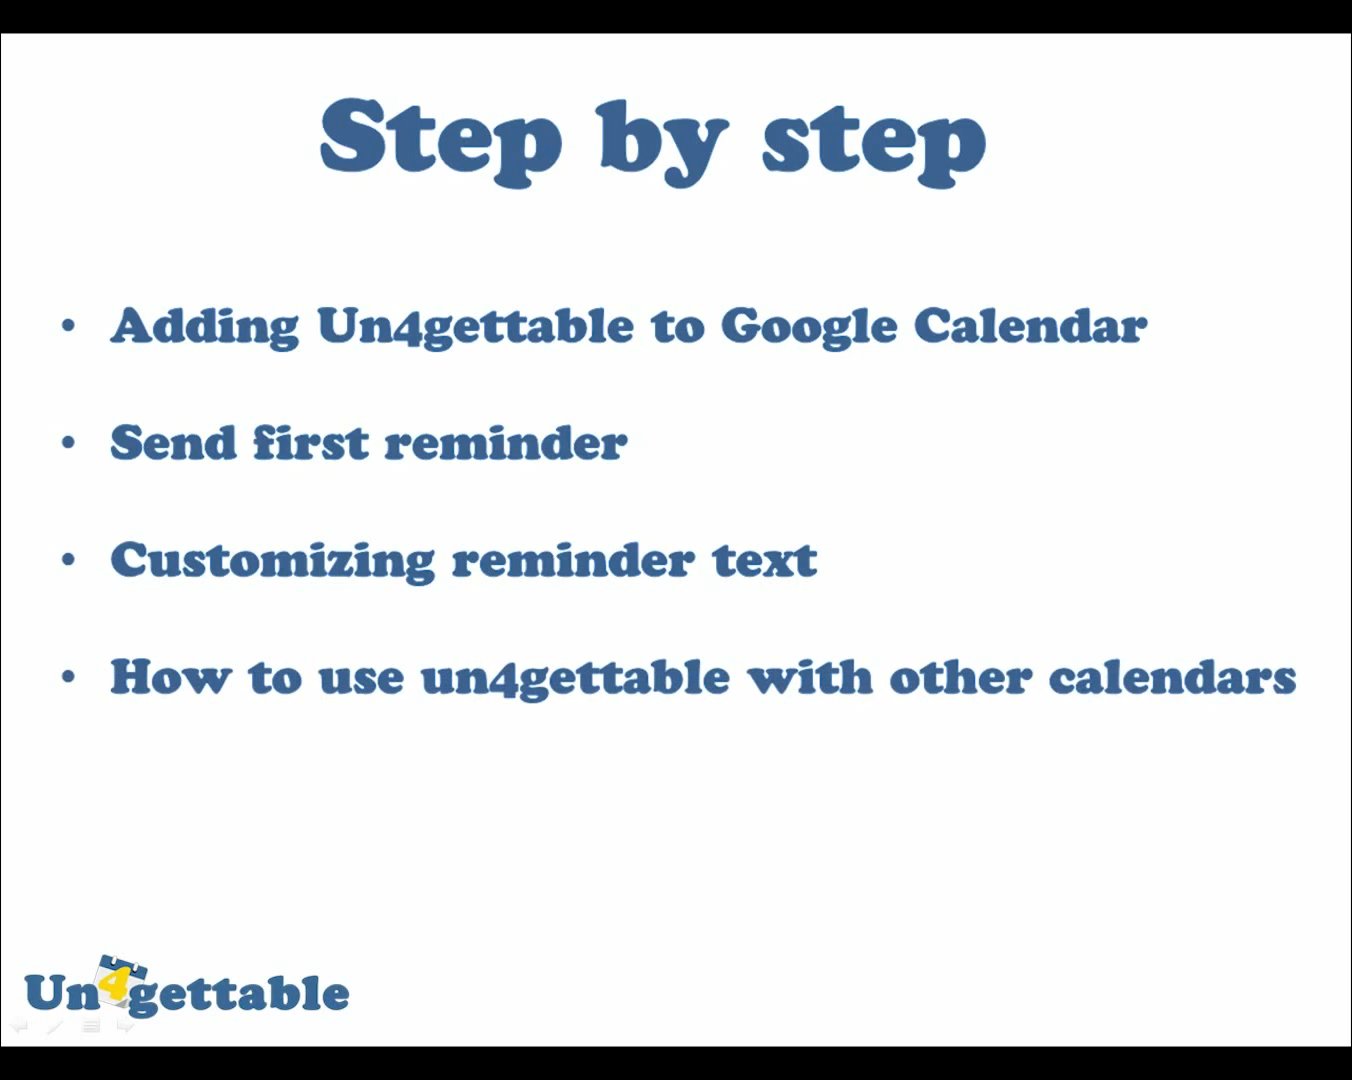 Step by step
• Adding Un4gettable to Google Calendar
• Send first reminder
• Customizing reminder text
• How to use un4gettable with other calendars
Un4gettable